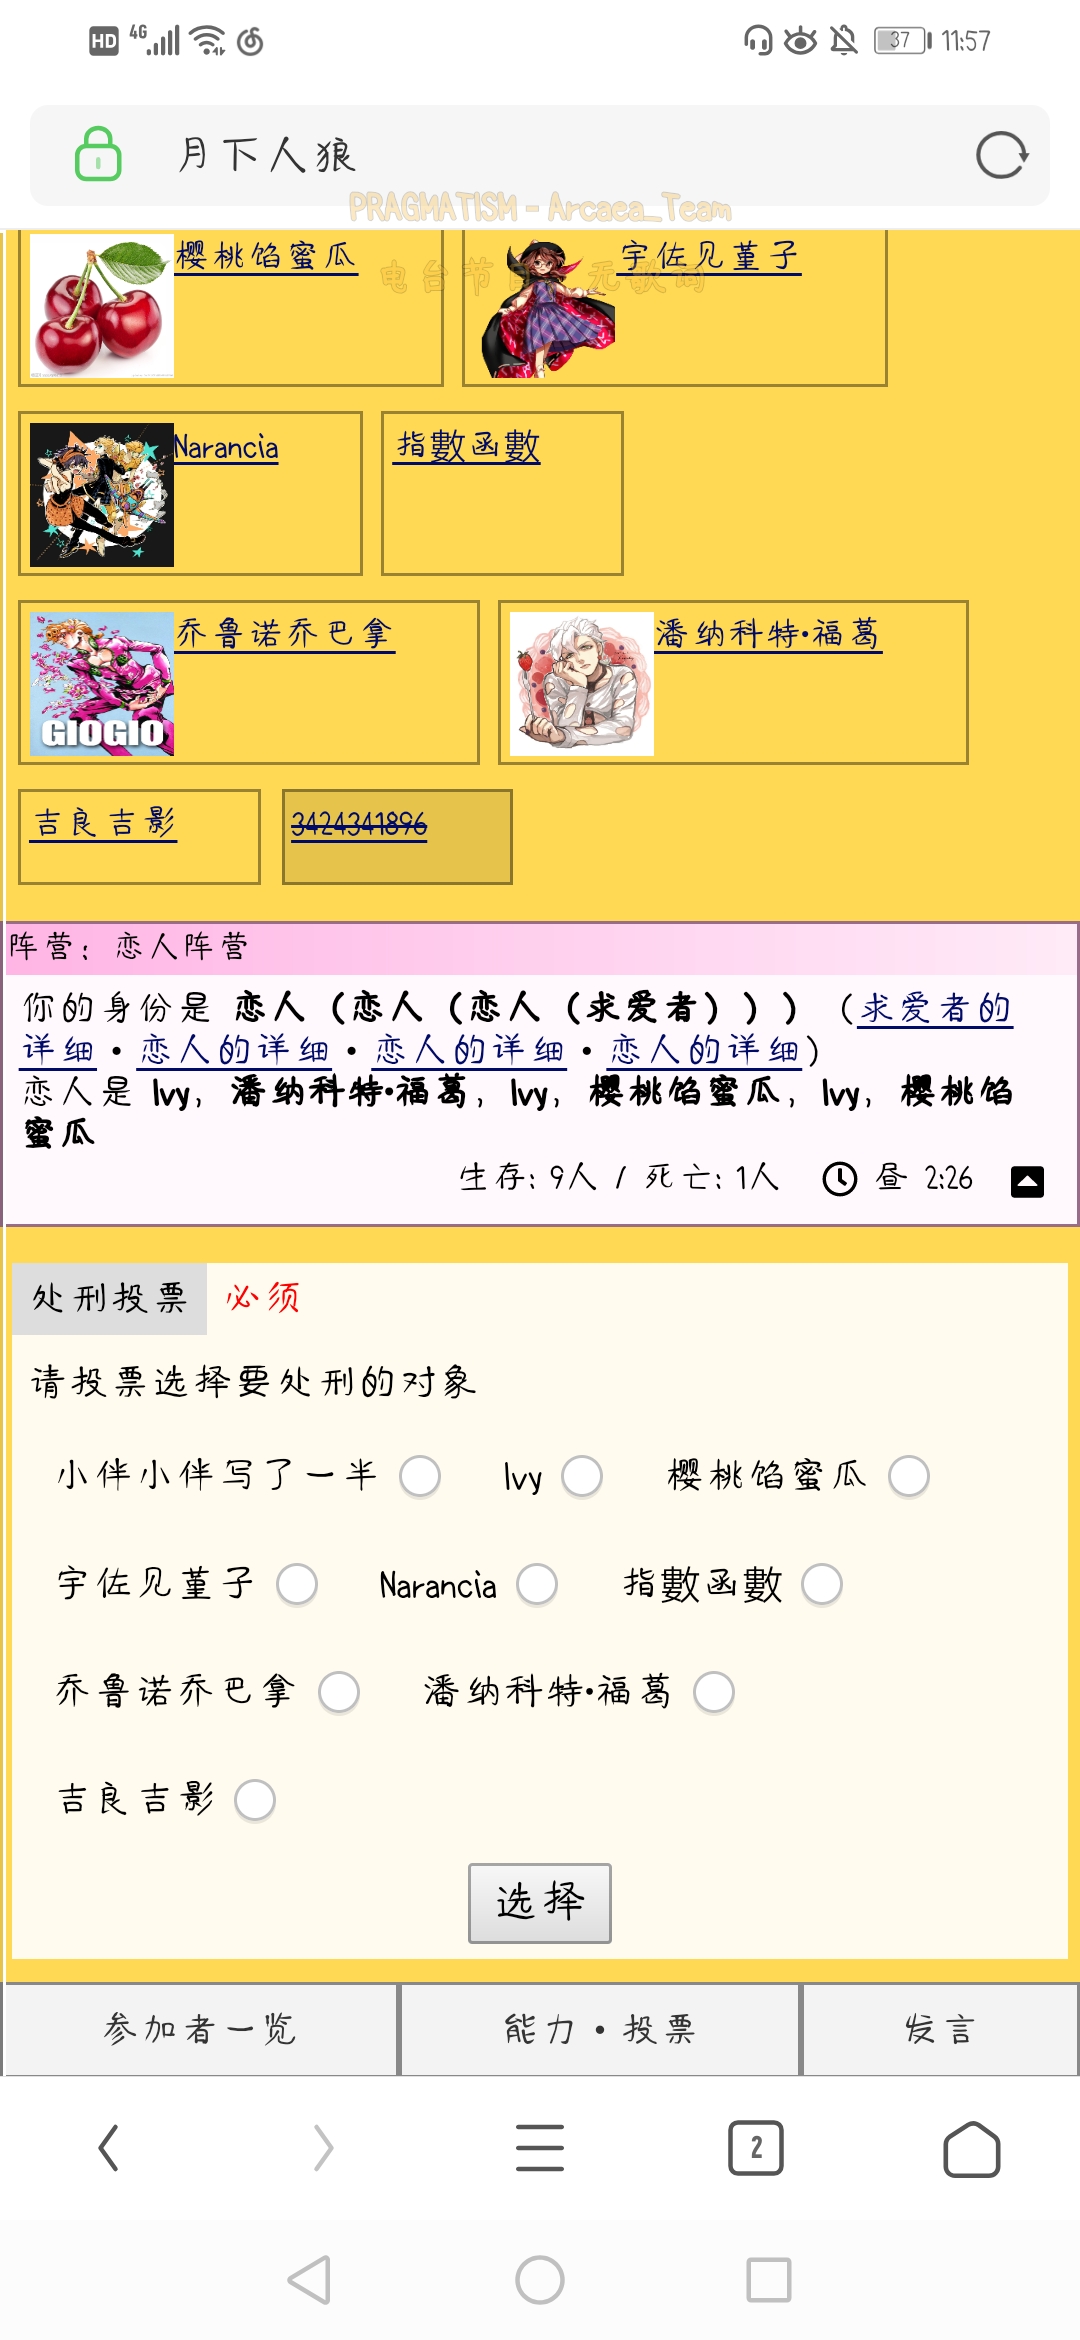 HD 4G 37 11:57
月下人狼
PRAGMATISM - Arcaea_Team
电台节目 无歌词
樱桃馅蜜瓜 宇佐见堇子
Narancia 指數函數
乔鲁诺乔巴拿 潘纳科特•福葛
GIOGIO
吉良吉影 3424341896
阵营：恋人阵营
你的身份是 恋人（恋人（恋人（求爱者））） （求爱者的
详细・恋人的详细・恋人的详细・恋人的详细）
恋人是 Ivy，潘纳科特•福葛，Ivy，樱桃馅蜜瓜，Ivy，樱桃馅
蜜瓜
生存: 9人 / 死亡: 1人 昼 2:26
处刑投票 必须
请投票选择要处刑的对象
小伴小伴写了一半 Ivy 樱桃馅蜜瓜
宇佐见堇子 Narancia 指數函數
乔鲁诺乔巴拿 潘纳科特•福葛
吉良吉影
选择
参加者一览 能力・投票 发言
2